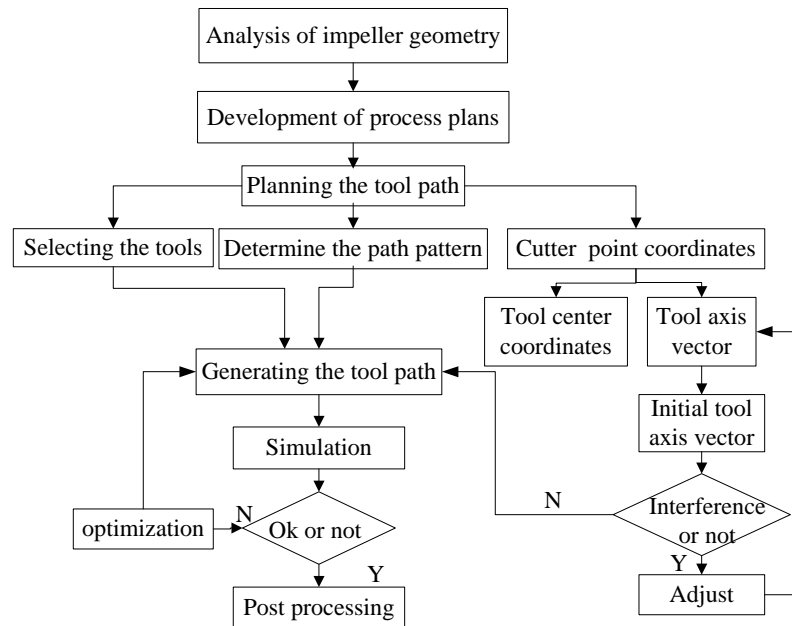 Analysis of impeller geometry
Development of process plans
Planning the tool path
Selecting the tools
Determine the path pattern
Cutter point coordinates
Tool center
coordinates
Tool axis
vector
Generating the tool path
Initial tool
axis vector
Simulation
N
Interference
or not
optimization
N
Ok or not
Y
Y
Adjust
Post processing